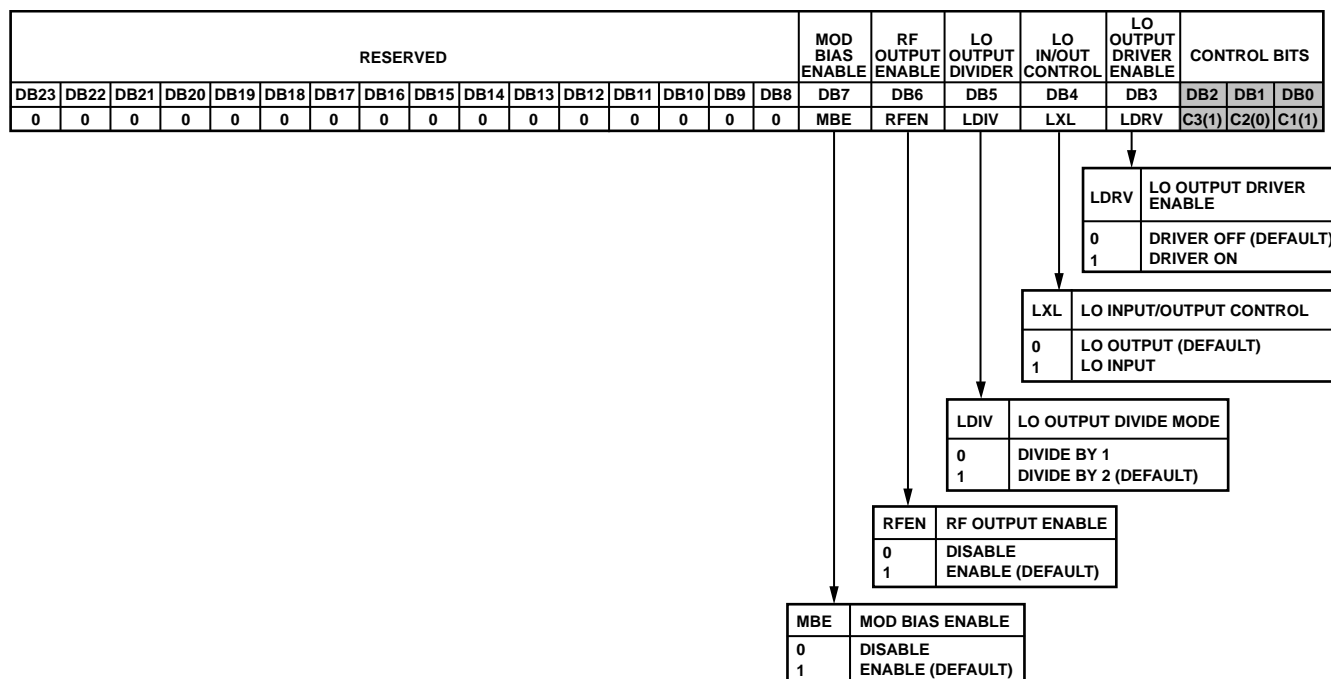 RESERVED
MOD BIAS ENABLE
RF OUTPUT ENABLE
LO OUTPUT DIVIDER
LO IN/OUT CONTROL
LO OUTPUT DRIVER ENABLE
CONTROL BITS
DB23 DB22 DB21 DB20 DB19 DB18 DB17 DB16 DB15 DB14 DB13 DB12 DB11 DB10 DB9 DB8 DB7 DB6 DB5 DB4 DB3 DB2 DB1 DB0
0 0 0 0 0 0 0 0 0 0 0 0 0 0 0 0 MBE RFEN LDIV LXL LDRV C3(1) C2(0) C1(1)
LDRV LO OUTPUT DRIVER ENABLE
0 DRIVER OFF (DEFAULT)
1 DRIVER ON
LXL LO INPUT/OUTPUT CONTROL
0 LO OUTPUT (DEFAULT)
1 LO INPUT
LDIV LO OUTPUT DIVIDE MODE
0 DIVIDE BY 1
1 DIVIDE BY 2 (DEFAULT)
RFEN RF OUTPUT ENABLE
0 DISABLE
1 ENABLE (DEFAULT)
MBE MOD BIAS ENABLE
0 DISABLE
1 ENABLE (DEFAULT)